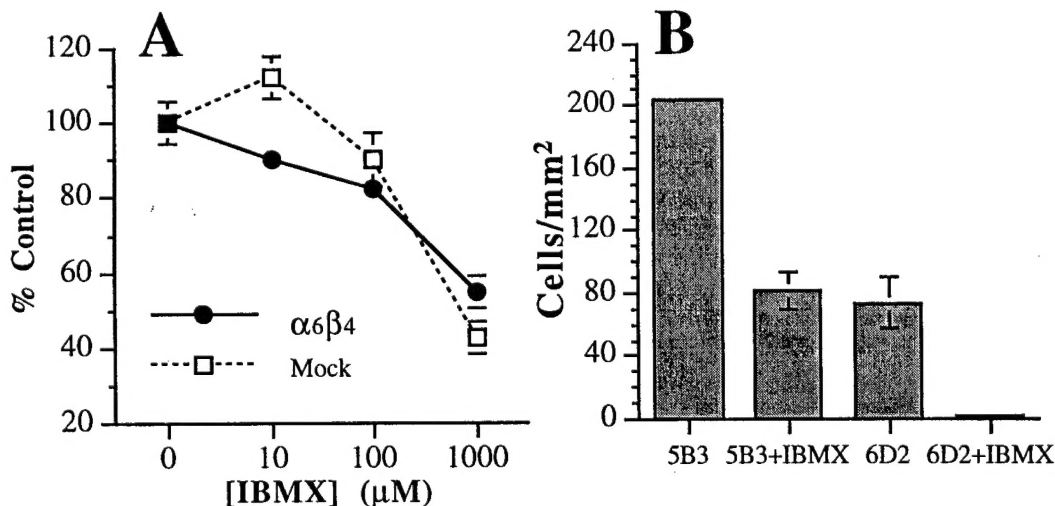 A
120
100
80
60
40
20
% Control
α6β4
Mock
0 10 100 1000
[IBMX] (μM)
B
240
200
160
120
80
40
0
Cells/mm²
5B3 5B3+IBMX 6D2 6D2+IBMX